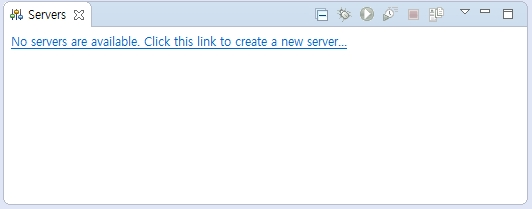 Servers
No servers are available. Click this link to create a new server...